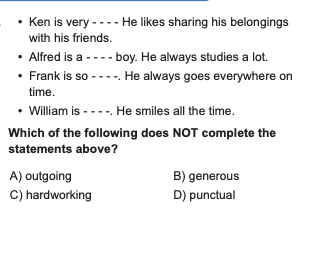 • Ken is very - - - - He likes sharing his belongings
with his friends.
• Alfred is a - - - - boy. He always studies a lot.
• Frank is so - - - -. He always goes everywhere on
time.
• William is - - - -. He smiles all the time.
Which of the following does NOT complete the
statements above?
A) outgoing B) generous
C) hardworking D) punctual